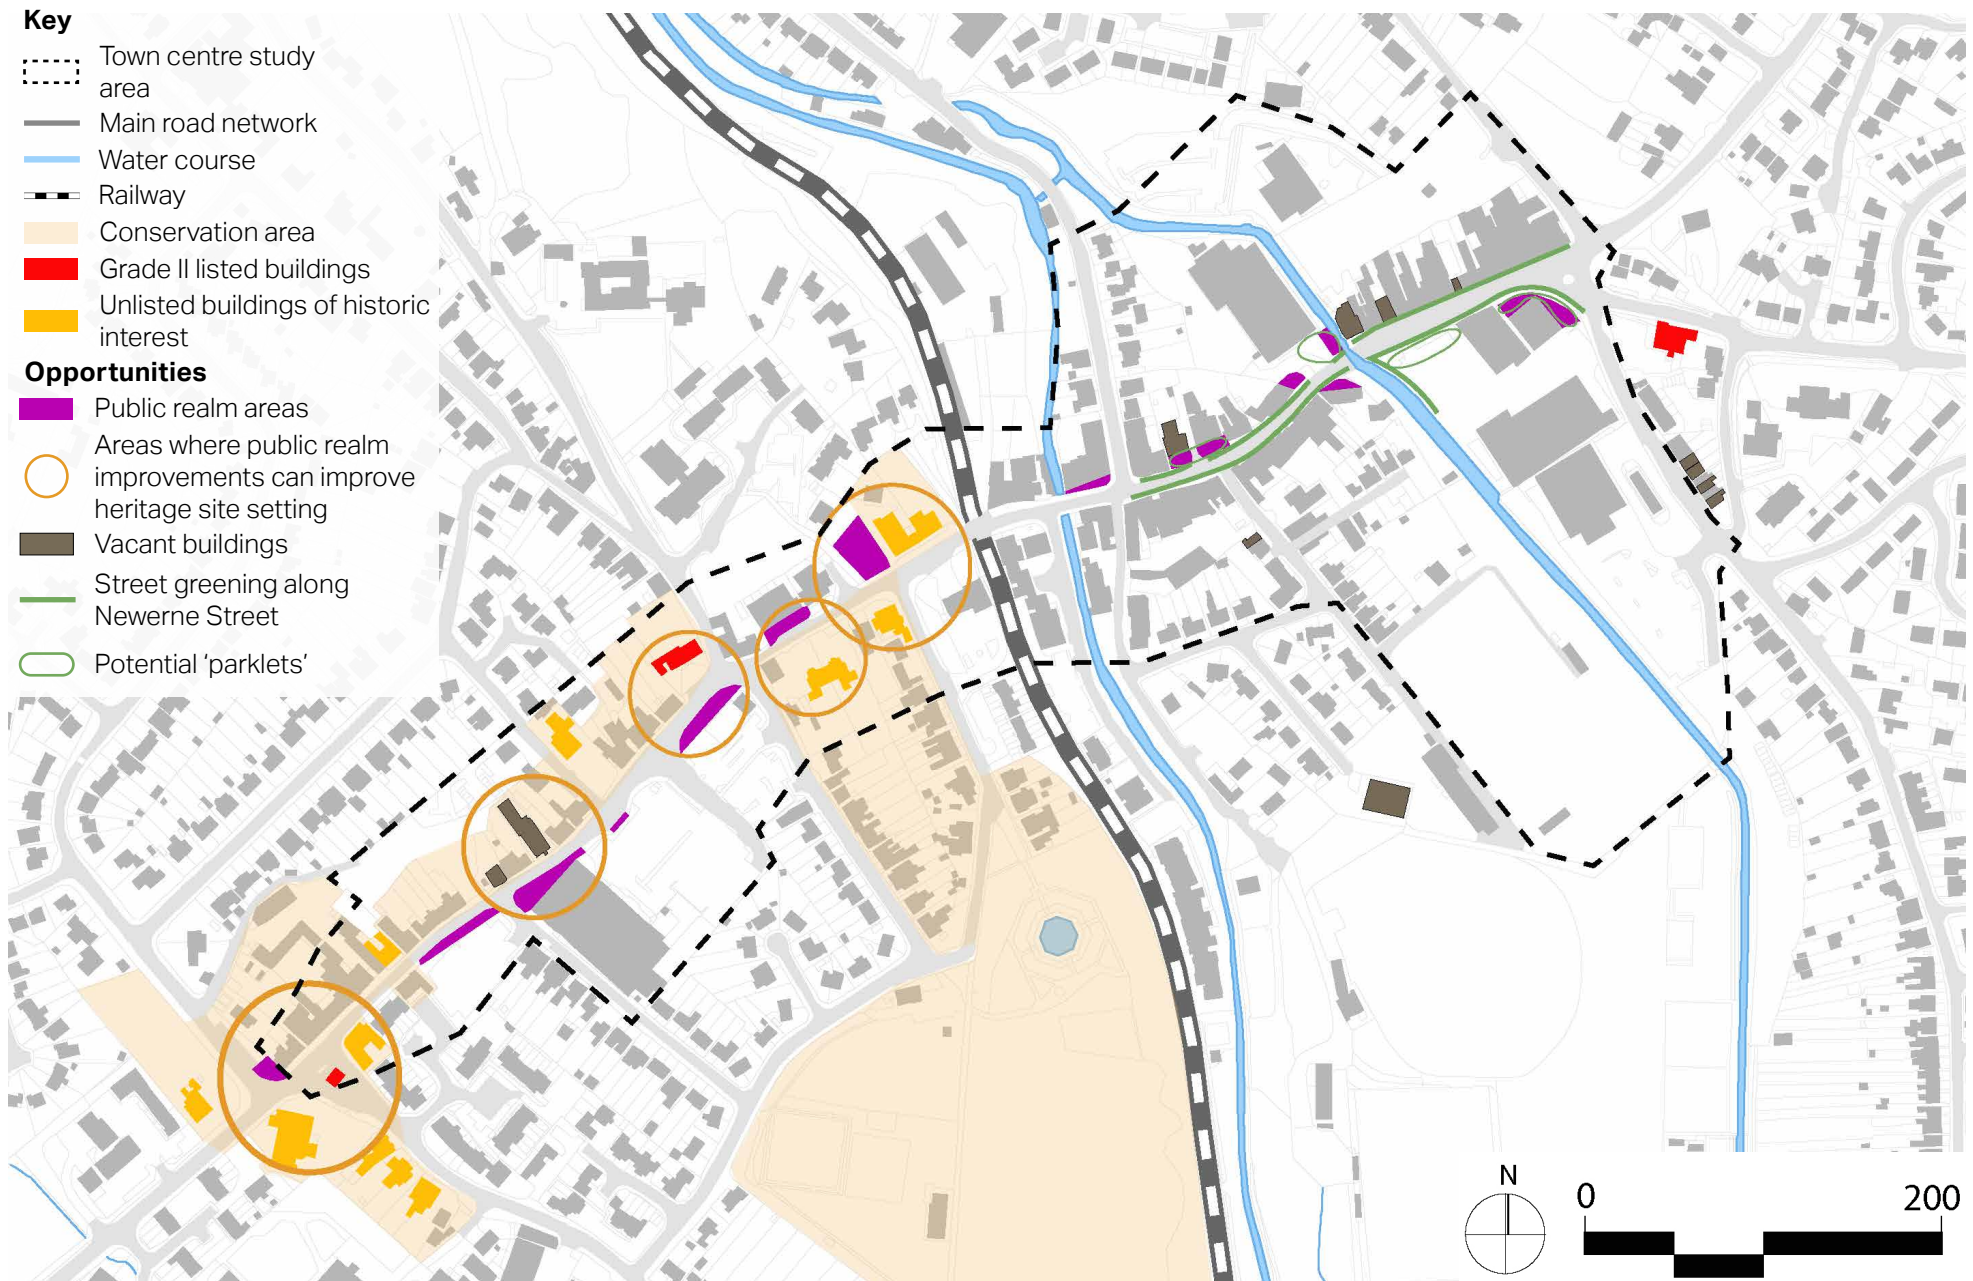 Key
Town centre study
area
Main road network
Water course
Railway
Conservation area
Grade II listed buildings
Unlisted buildings of historic
interest
Opportunities
Public realm areas
Areas where public realm
improvements can improve
heritage site setting
Vacant buildings
Street greening along
Newerne Street
Potential ‘parklets’
N
0
200